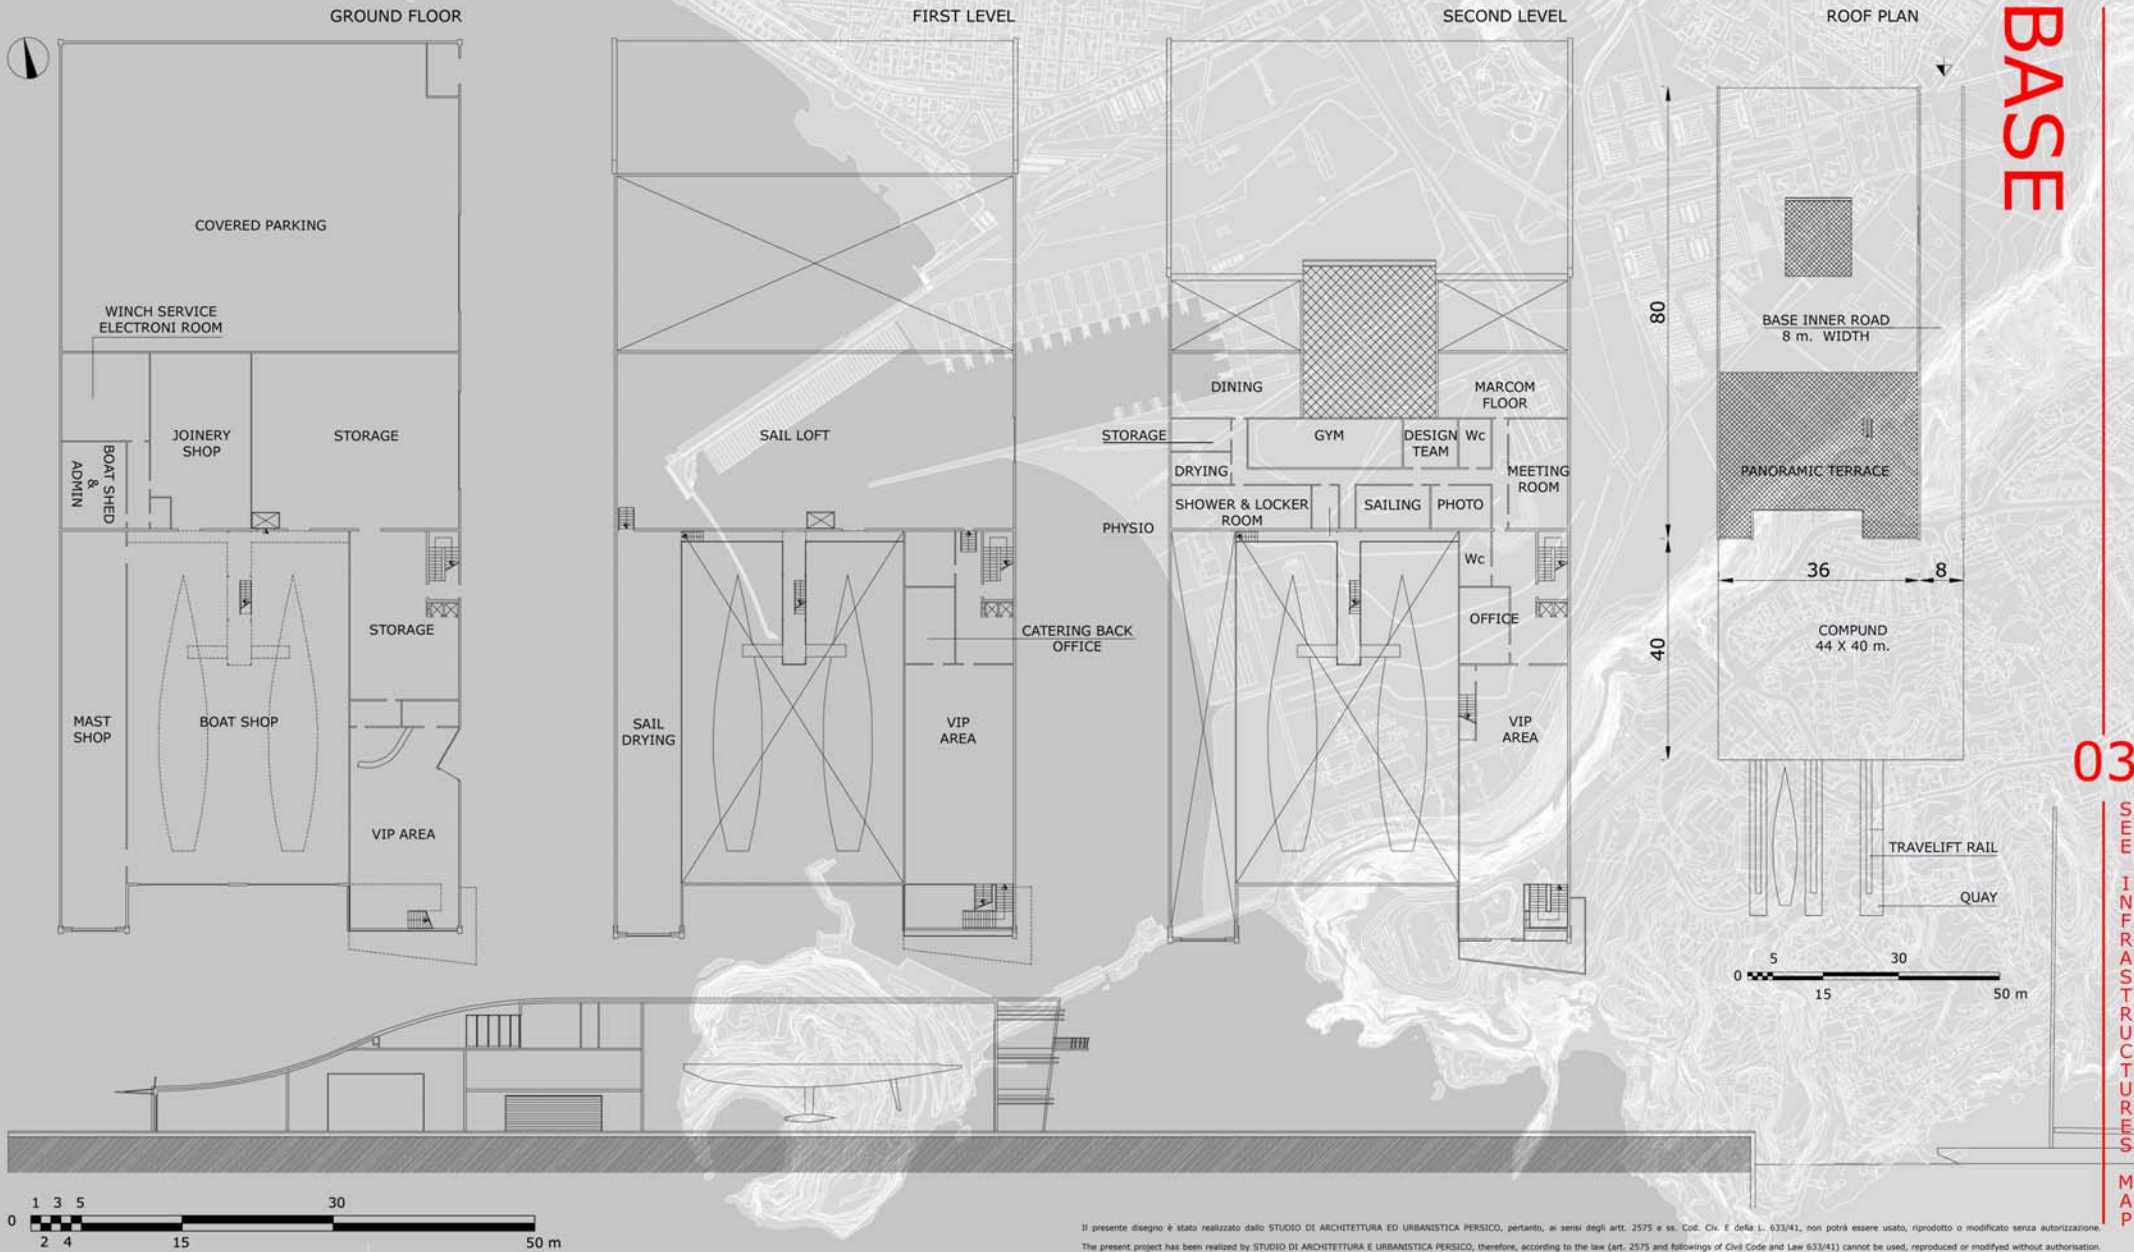 GROUND FLOOR
COVERED PARKING
WINCH SERVICE
ELECTRONI ROOM
JOINERY
SHOP
STORAGE
BOAT SHED
&
ADMIN
STORAGE
MAST
SHOP
BOAT SHOP
VIP AREA
FIRST LEVEL
SAIL LOFT
CATERING BACK
OFFICE
SAIL
DRYING
VIP
AREA
SECOND LEVEL
DINING
MARCOM
FLOOR
STORAGE
GYM
DESIGN
TEAM
Wc
DRYING
MEETING
ROOM
SHOWER & LOCKER
ROOM
SAILING
PHOTO
PHYSIO
Wc
OFFICE
VIP
AREA
ROOF PLAN
80
BASE INNER ROAD
8 m. WIDTH
PANORAMIC TERRACE
36
8
40
COMPUND
44 X 40 m.
TRAVELIFT RAIL
QUAY
5
30
0
15
50 m
BASE
03
SEE INFRASTRUCTURES MAP
1 3 5
30
0
2 4
15
50 m
Il presente disegno è stato realizzato dallo STUDIO DI ARCHITETTURA ED URBANISTICA PERSICO, pertanto, ai sensi degli artt. 2575 e ss. Cod. Civ. E della L. 633/41, non potrà essere usato, riprodotto o modificato senza autorizzazione.
The present project has been realized by STUDIO DI ARCHITETTURA E URBANISTICA PERSICO, therefore, according to the law (art. 2575 and followings of Civil Code and Law 633/41) cannot be used, reproduced or modifyed without authorisation.